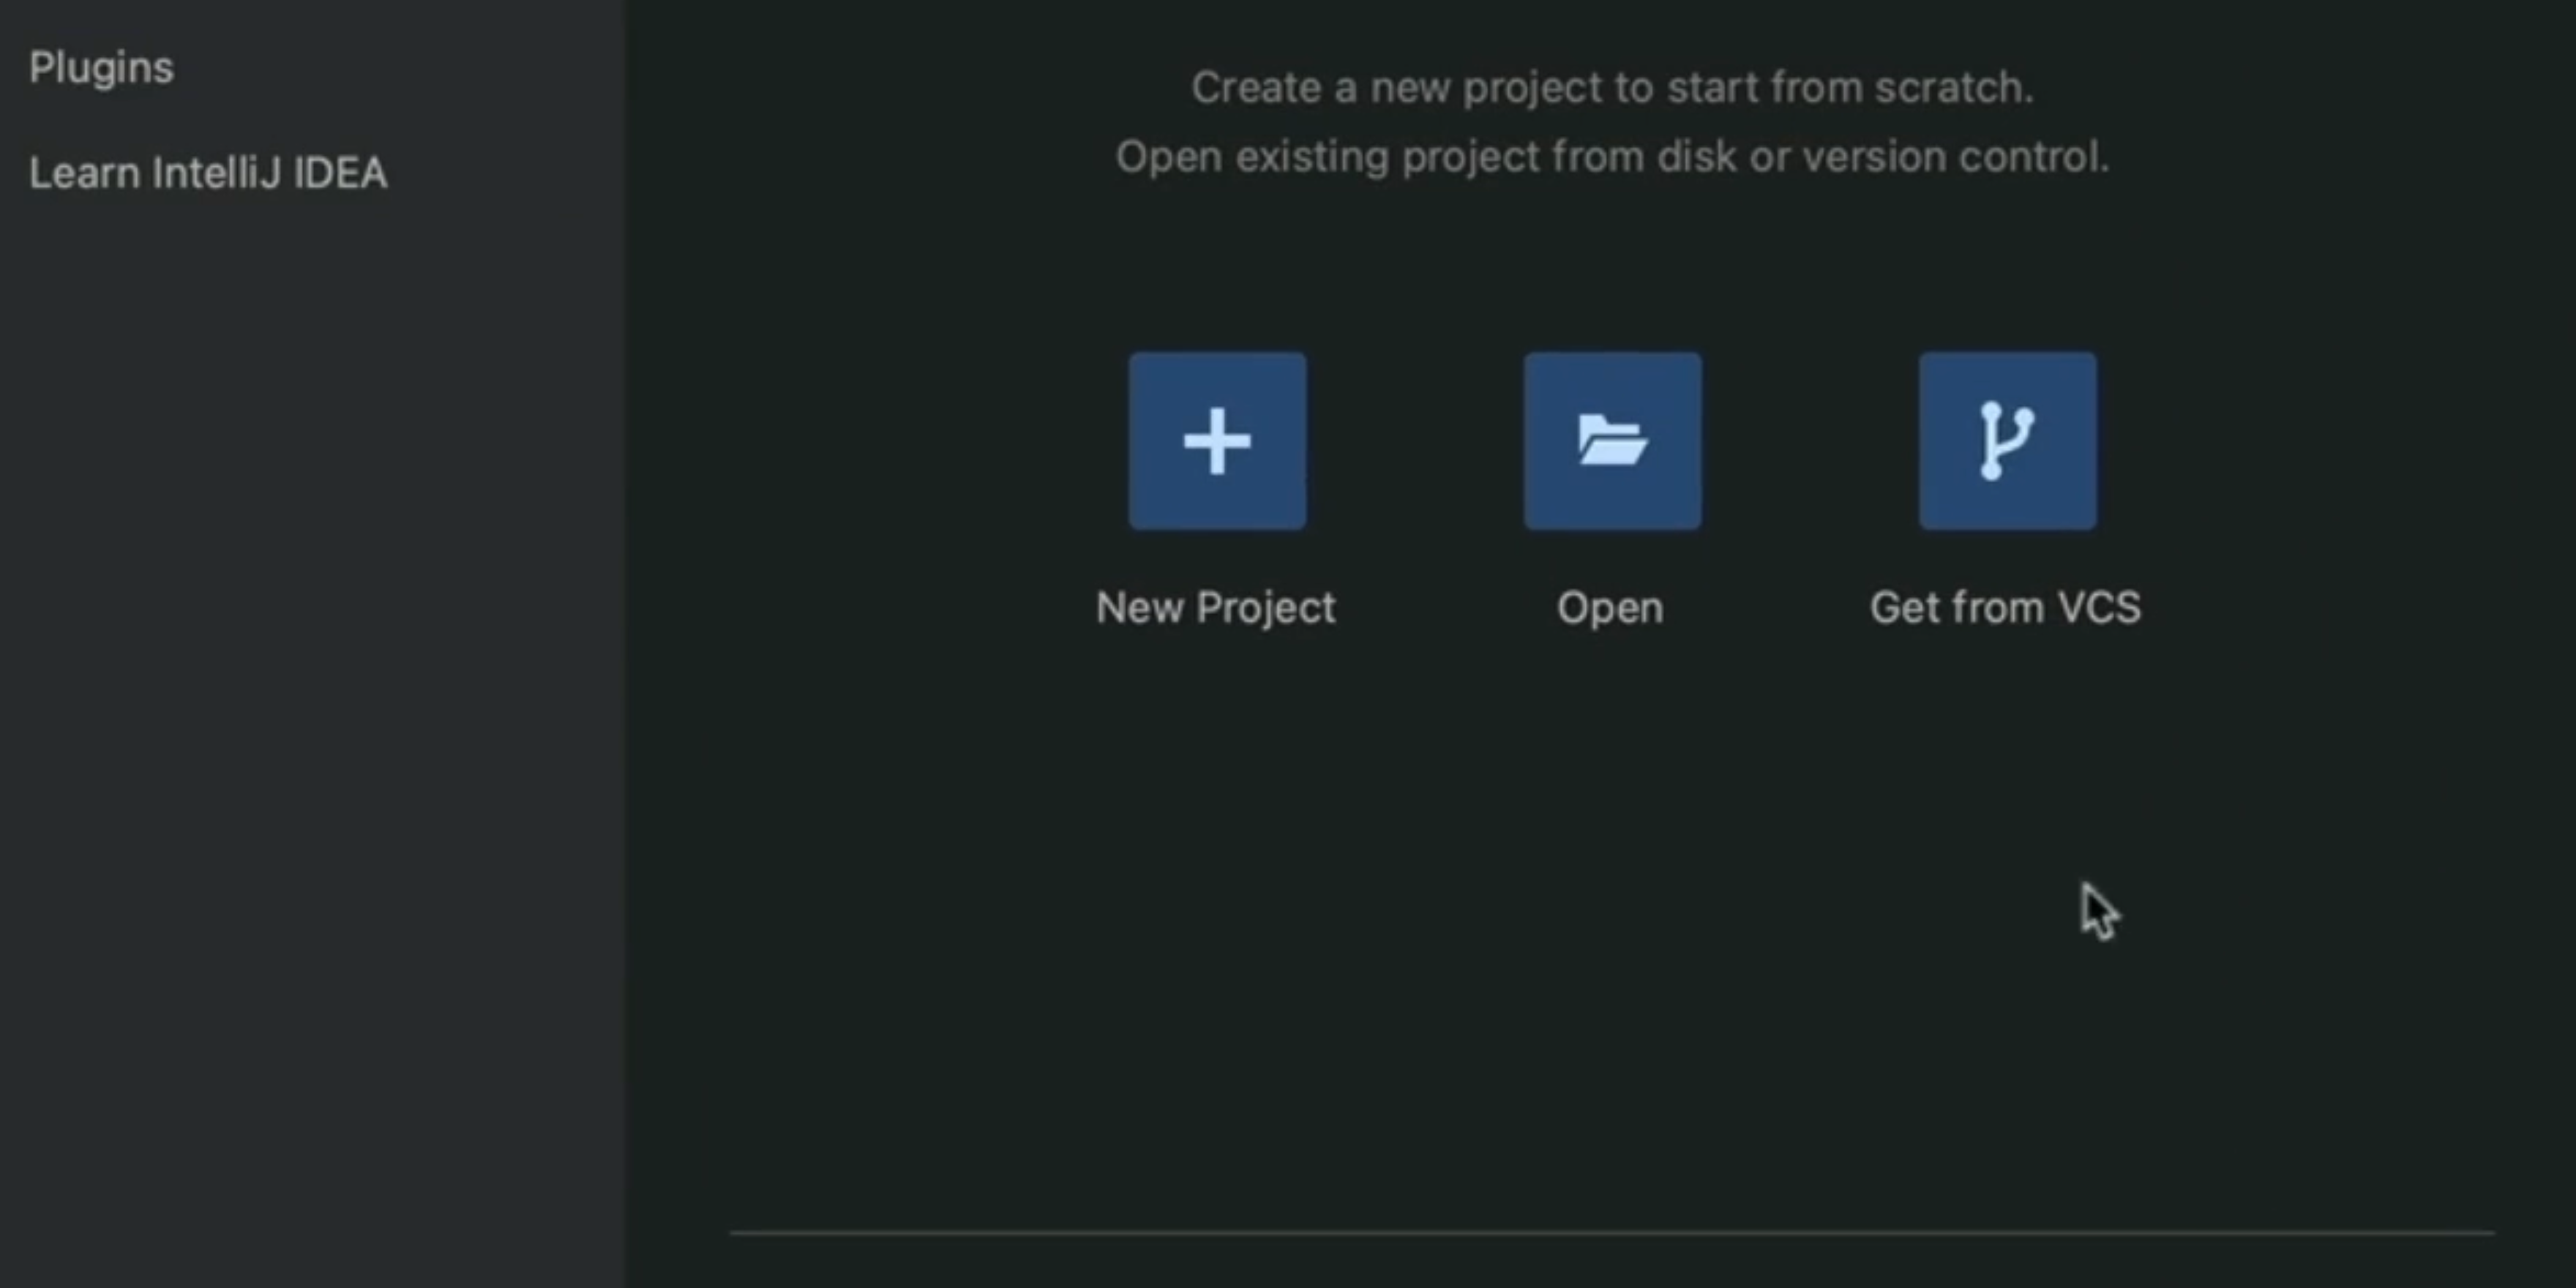 Plugins
Learn IntelliJ IDEA
Create a new project to start from scratch.
Open existing project from disk or version control.
New Project
Open
Get from VCS